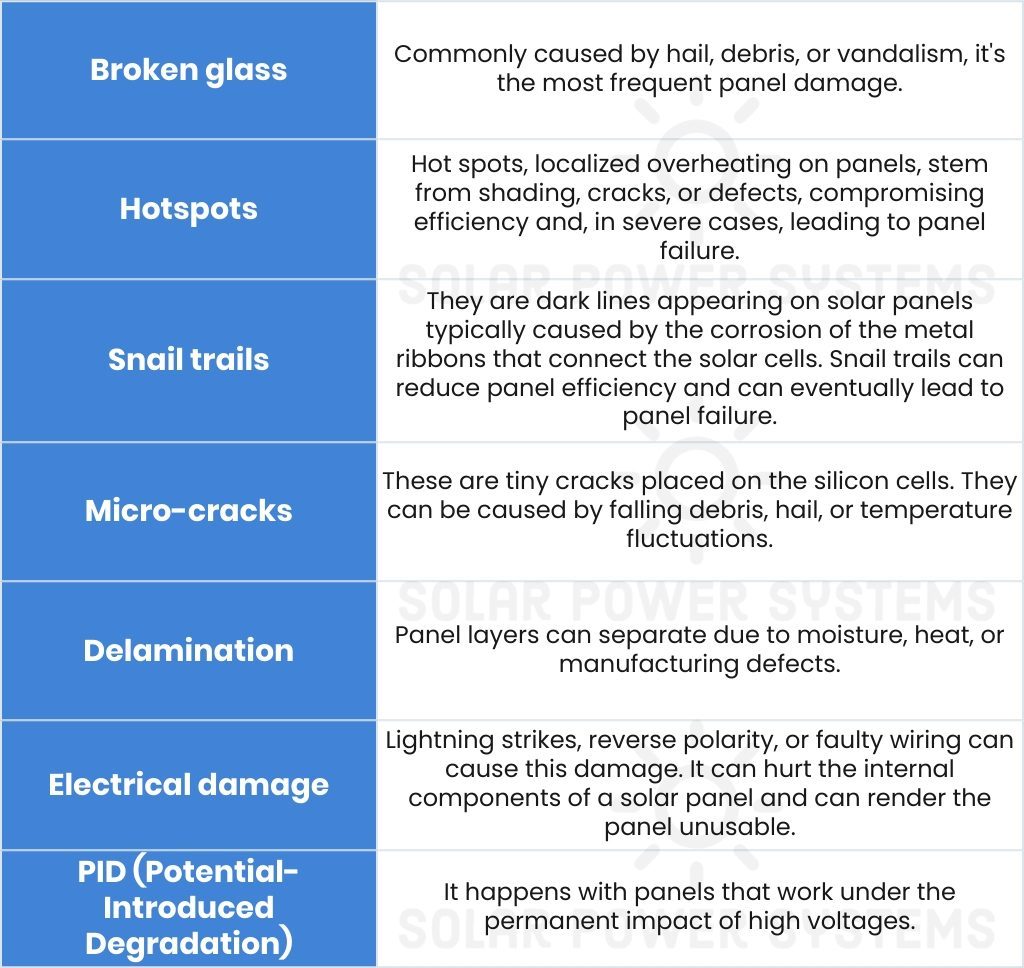 Broken glass
Commonly caused by hail, debris, or vandalism, it's
the most frequent panel damage.
Hotspots
Hot spots, localized overheating on panels, stem
from shading, cracks, or defects, compromising
efficiency and, in severe cases, leading to panel
failure.
SOLAR POWER SYSTEMS
Snail trails
They are dark lines appearing on solar panels
typically caused by the corrosion of the metal
ribbons that connect the solar cells. Snail trails can
reduce panel efficiency and can eventually lead to
panel failure.
Micro-cracks
These are tiny cracks placed on the silicon cells. They
can be caused by falling debris, hail, or temperature
fluctuations.
SOLAR POWER SYSTEMS
Delamination
Panel layers can separate due to moisture, heat, or
manufacturing defects.
Electrical damage
Lightning strikes, reverse polarity, or faulty wiring can
cause this damage. It can hurt the internal
components of a solar panel and can render the
panel unusable.
PID (Potential-
Introduced
Degradation)
It happens with panels that work under the
permanent impact of high voltages.
SOLAR POWER SYSTEMS